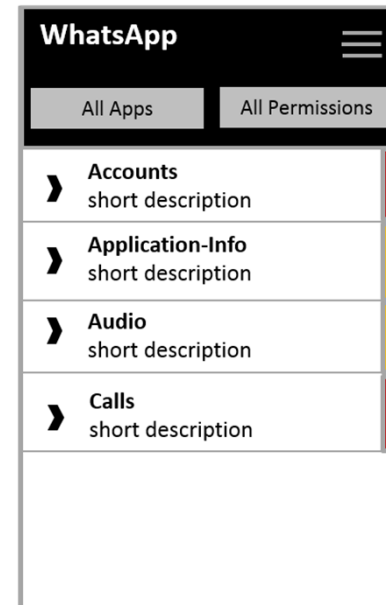 WhatsApp
All Apps
All Permissions
Accounts
short description
Application-Info
short description
Audio
short description
Calls
short description